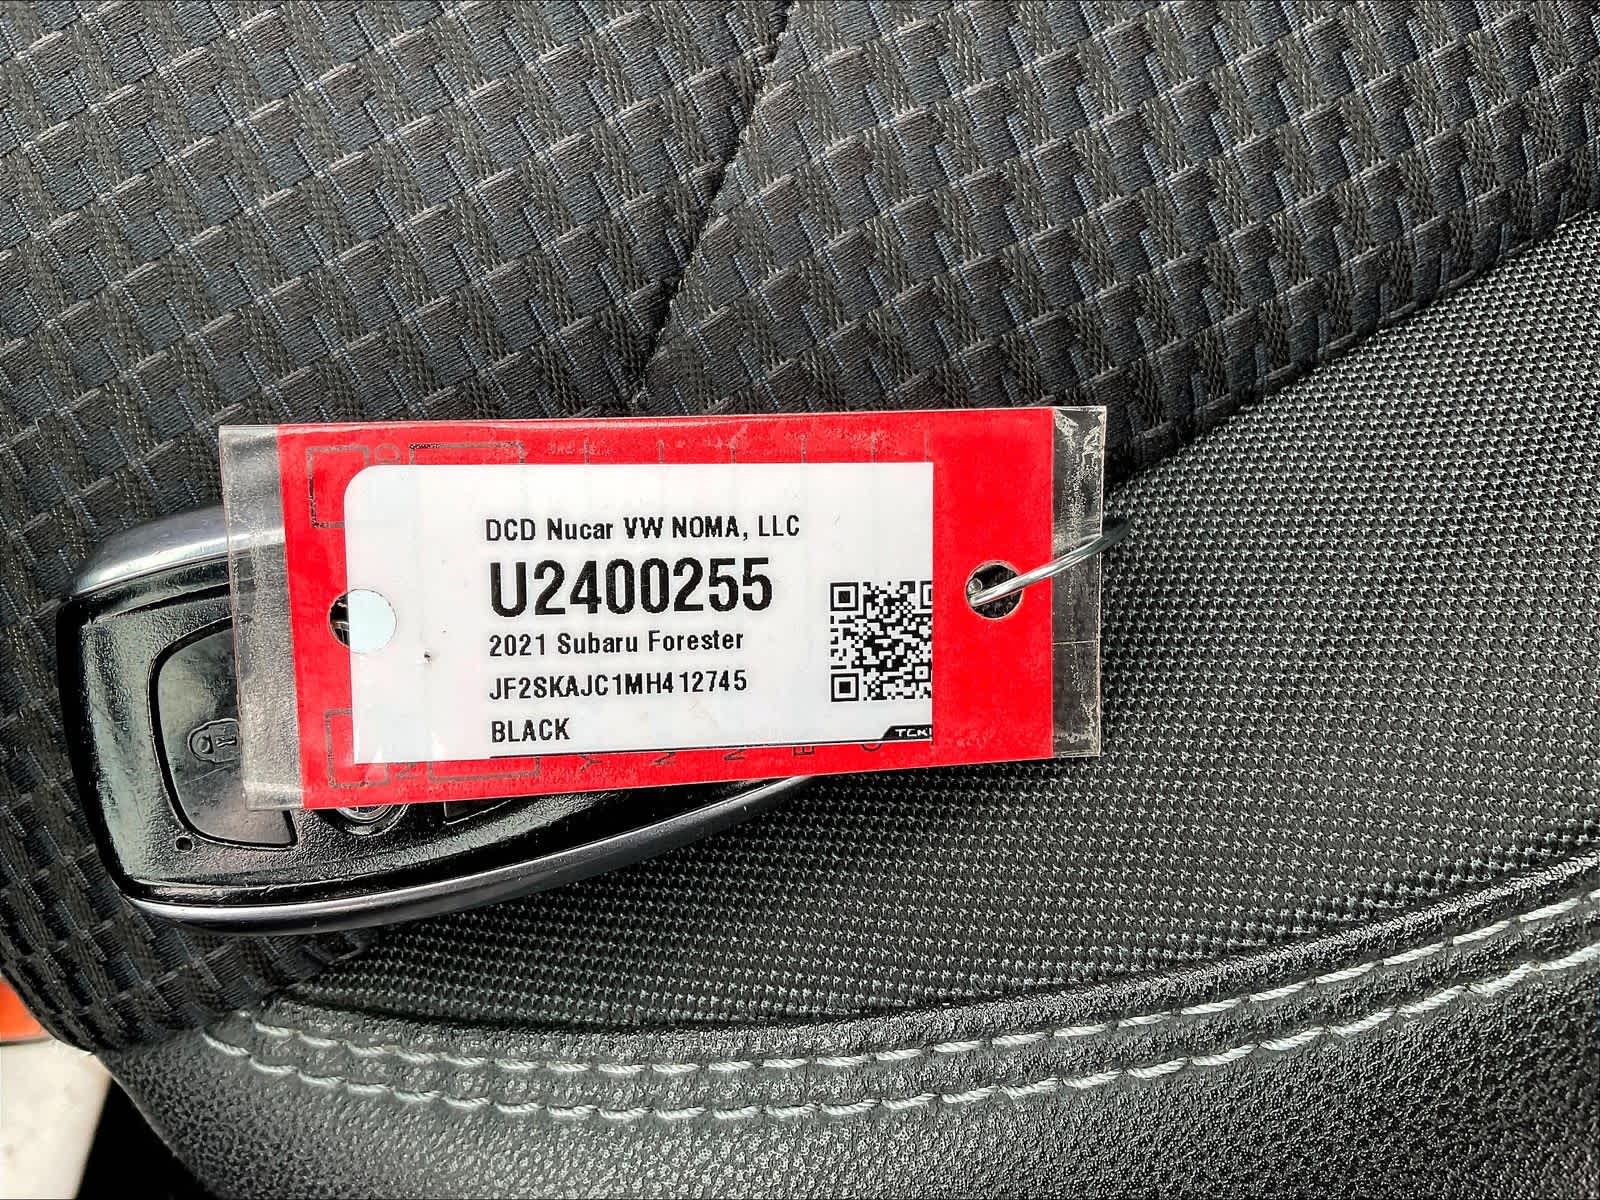 DCD Nucar VW NOMA, LLC
U2400255
2021 Subaru Forester
JF2SKAJC1MH412745
BLACK